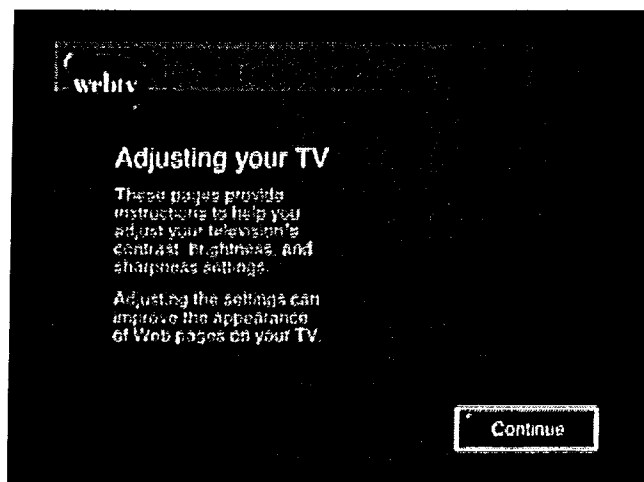 webtv
Adjusting your TV
These pages provide
instructions to help you
adjust your television's
contrast, brightness, and
sharpness settings.
Adjusting the settings can
improve the appearance
of Web pages on your TV.
Continue